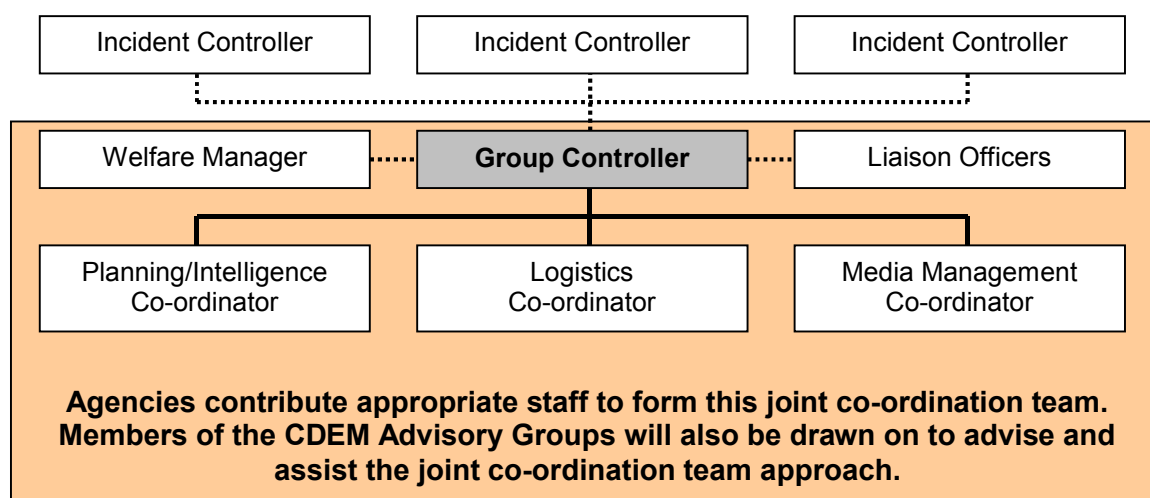 Incident Controller
Incident Controller
Incident Controller
Welfare Manager
Group Controller
Liaison Officers
Planning/Intelligence
Co-ordinator
Logistics
Co-ordinator
Media Management
Co-ordinator
Agencies contribute appropriate staff to form this joint co-ordination team.
Members of the CDEM Advisory Groups will also be drawn on to advise and
assist the joint co-ordination team approach.